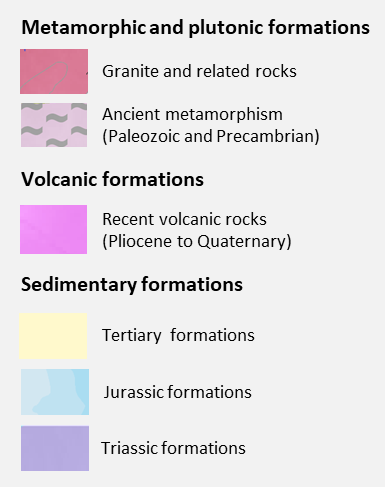 Metamorphic and plutonic formations
Granite and related rocks
Ancient metamorphism
(Paleozoic and Precambrian)
Volcanic formations
Recent volcanic rocks
(Pliocene to Quaternary)
Sedimentary formations
Tertiary formations
Jurassic formations
Triassic formations